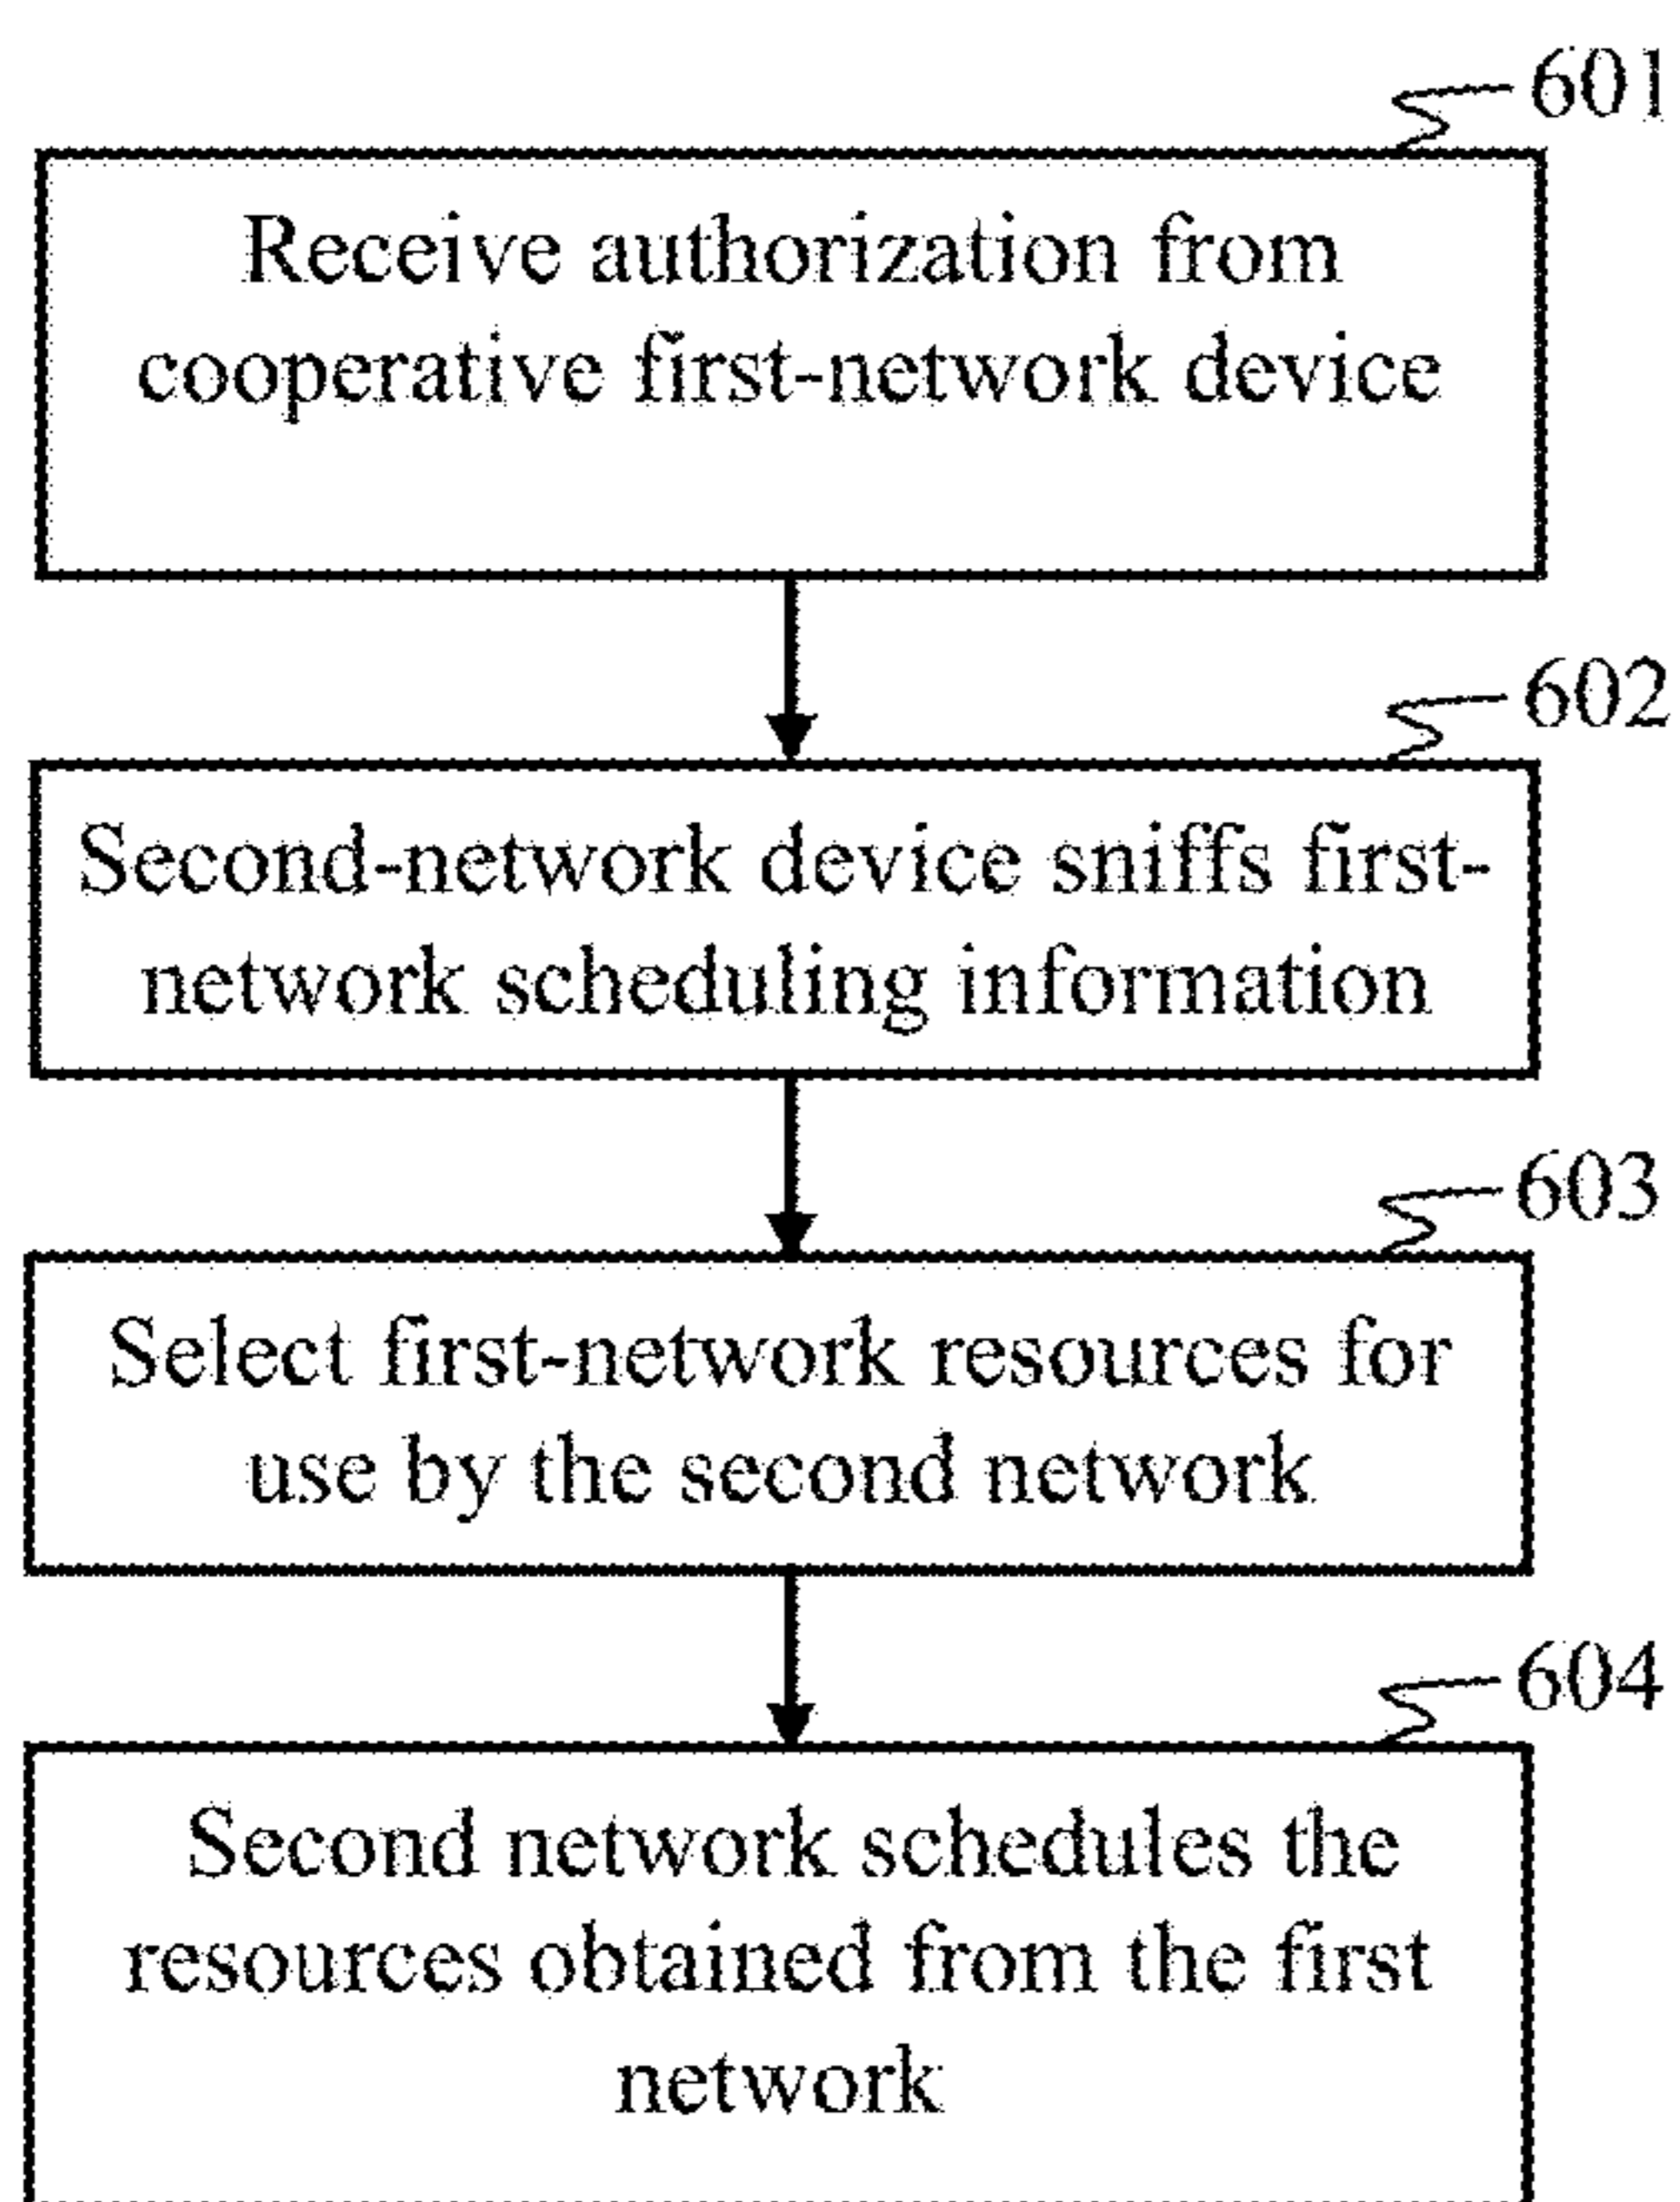 601
Receive authorization from
cooperative first-network device
602
Second-network device sniffs first-
network scheduling information
603
Select first-network resources for
use by the second network
604
Second network schedules the
resources obtained from the first
network